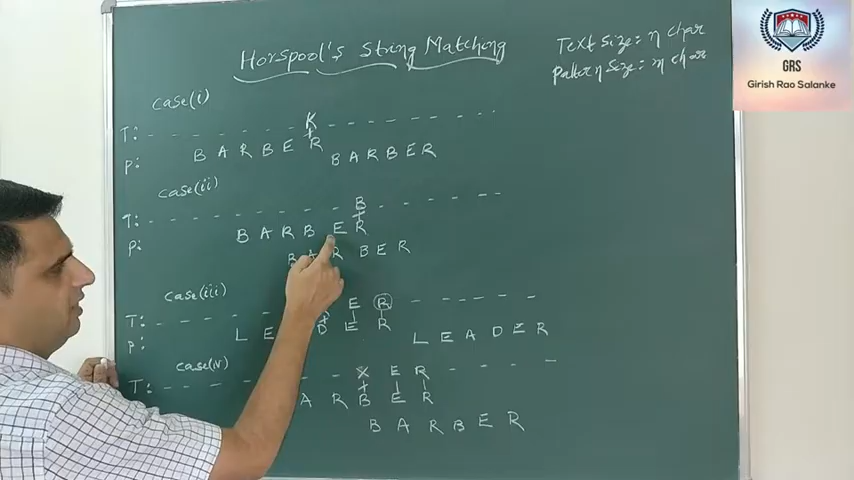 Horspool's String Matching
Text Size: n char
Pattern Size: m char
GRS
Girish Rao Salanke
Case(i)
K
T: - - - - - - - - - - - - - - -
P: B A R B E R
B A R B E R
Case(ii)
B
T: - - - - - - - - - - - - - -
P: B A R B E R
B A R B E R
Case(iii)
T: - - - - - E R - - - - -
P: L E D E R
L E A D E R
Case(iv)
T: - - - - - - X E R - - - -
A R B E R
B A R B E R